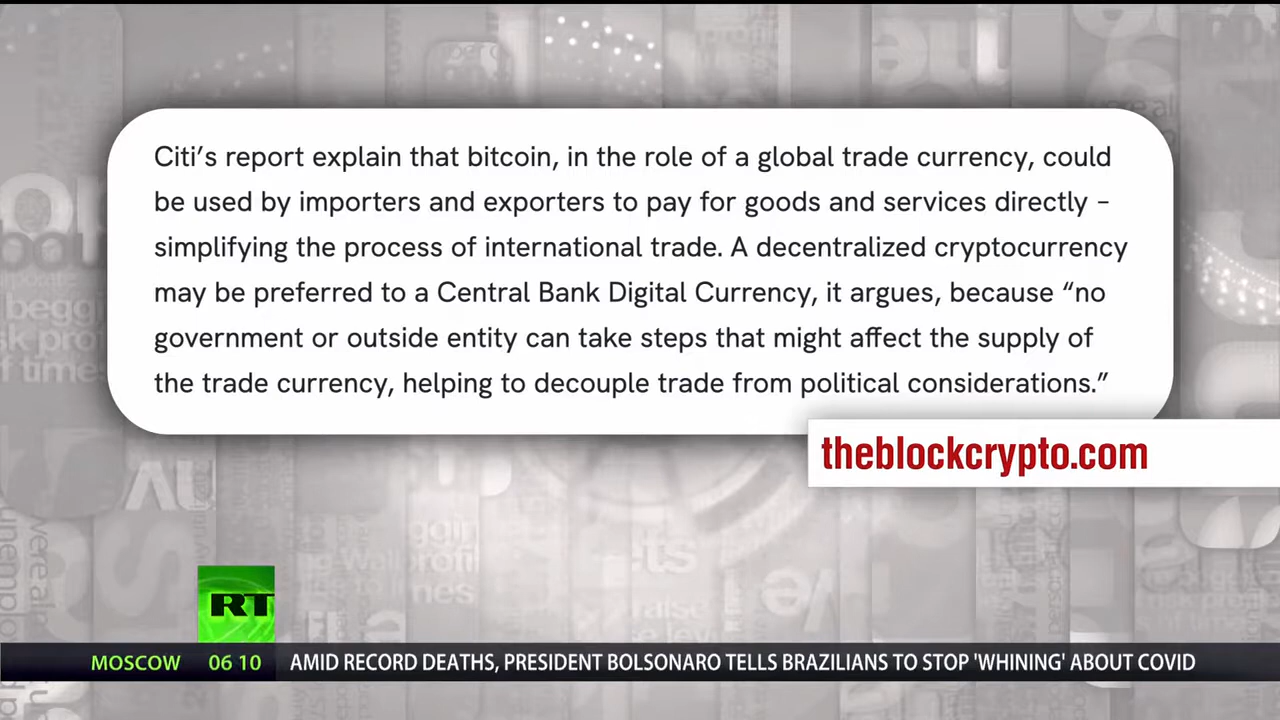 Citi's report explain that bitcoin, in the role of a global trade currency, could
be used by importers and exporters to pay for goods and services directly –
simplifying the process of international trade. A decentralized cryptocurrency
may be preferred to a Central Bank Digital Currency, it argues, because “no
government or outside entity can take steps that might affect the supply of
the trade currency, helping to decouple trade from political considerations.”
theblockcrypto.com
RT
MOSCOW 06 10 AMID RECORD DEATHS, PRESIDENT BOLSONARO TELLS BRAZILIANS TO STOP 'WHINING' ABOUT COVID